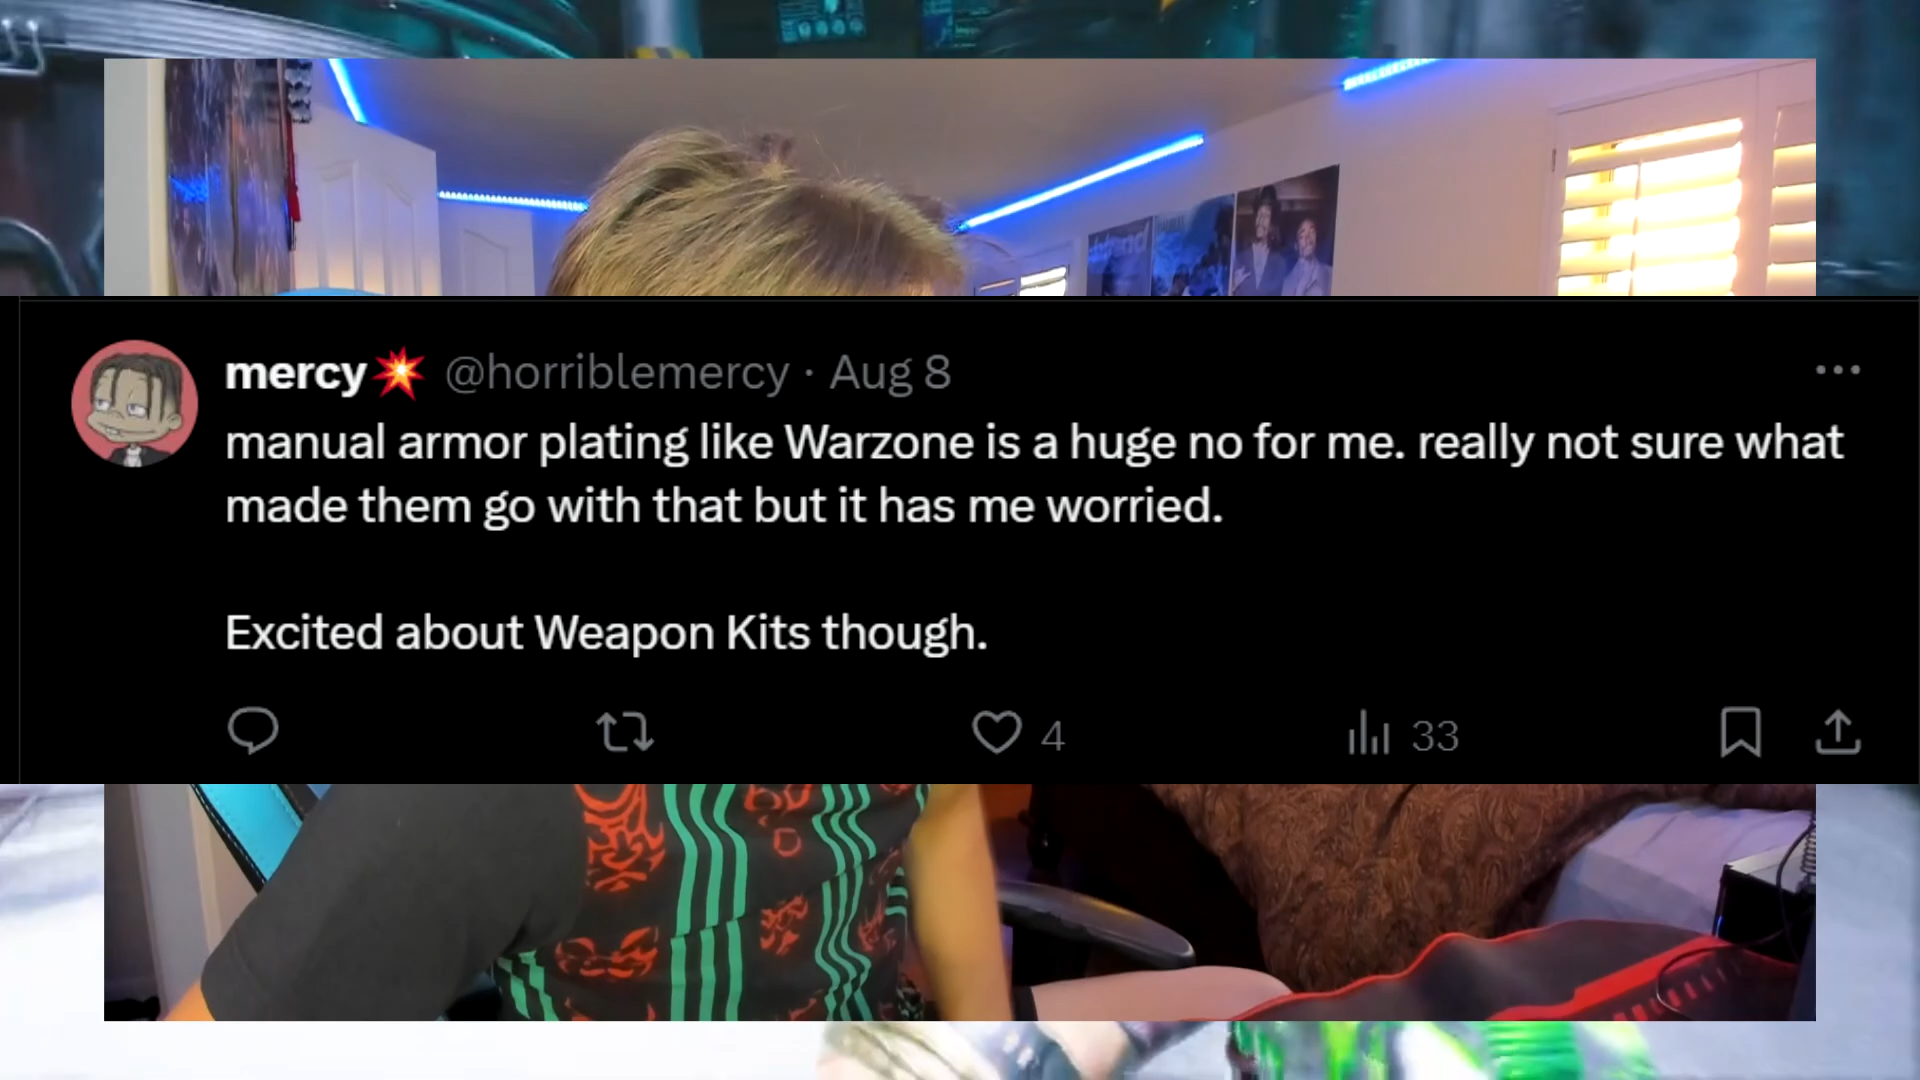 mercy💥 @horriblemercy · Aug 8
manual armor plating like Warzone is a huge no for me. really not sure what
made them go with that but it has me worried.
Excited about Weapon Kits though.
4
33